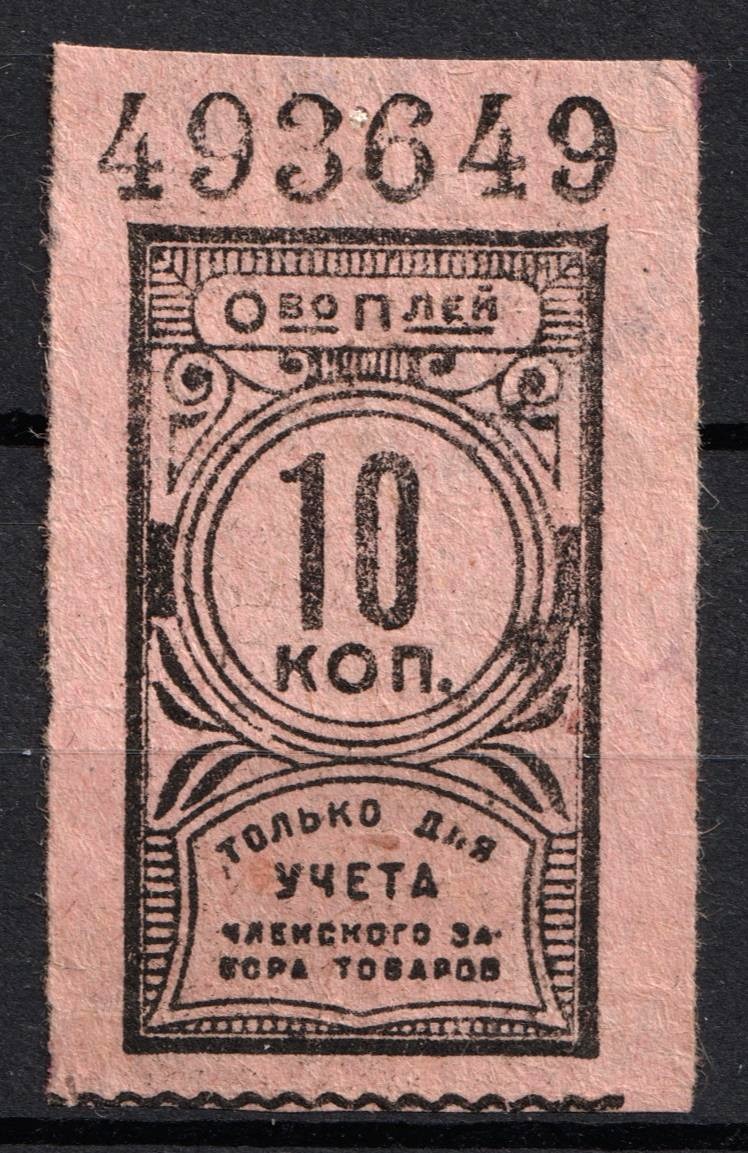 493649
ОвоПлей
10
КОП.
ТОЛЬКО ДЛЯ
УЧЕТА
ЧЛЕНСКОГО ЗА-
БОРА ТОВАРОВ